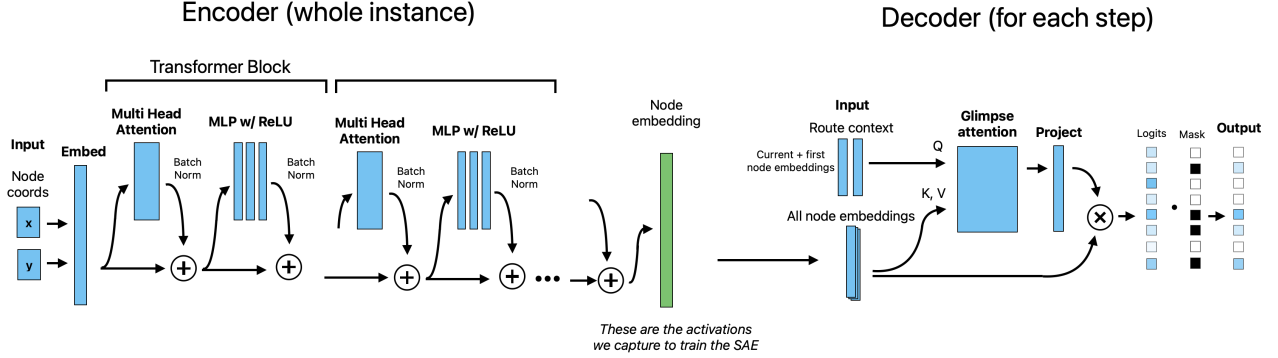 Encoder (whole instance)
Decoder (for each step)
Transformer Block
Input
Node
coords
x
y
Embed
Multi Head
Attention
Batch
Norm
MLP w/ ReLU
Batch
Norm
+
+
Multi Head
Attention
Batch
Norm
MLP w/ ReLU
Batch
Norm
+
+
•••
+
Node
embedding
These are the activations
we capture to train the SAE
Input
Route context
Current + first
node embeddings
Q
K, V
All node embeddings
Glimpse
attention
Project
×
Logits
Mask
Output